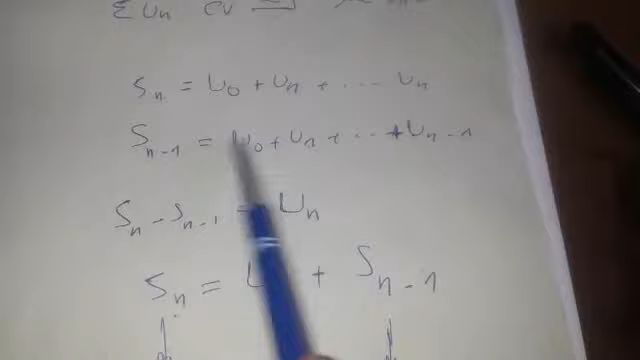 Σ Un CV
Sn = U0 + U1 + .... Un
Sn-1 = U0 + U1 + ... + Un-1
Sn - Sn-1 = Un
Sn = U + Sn-1